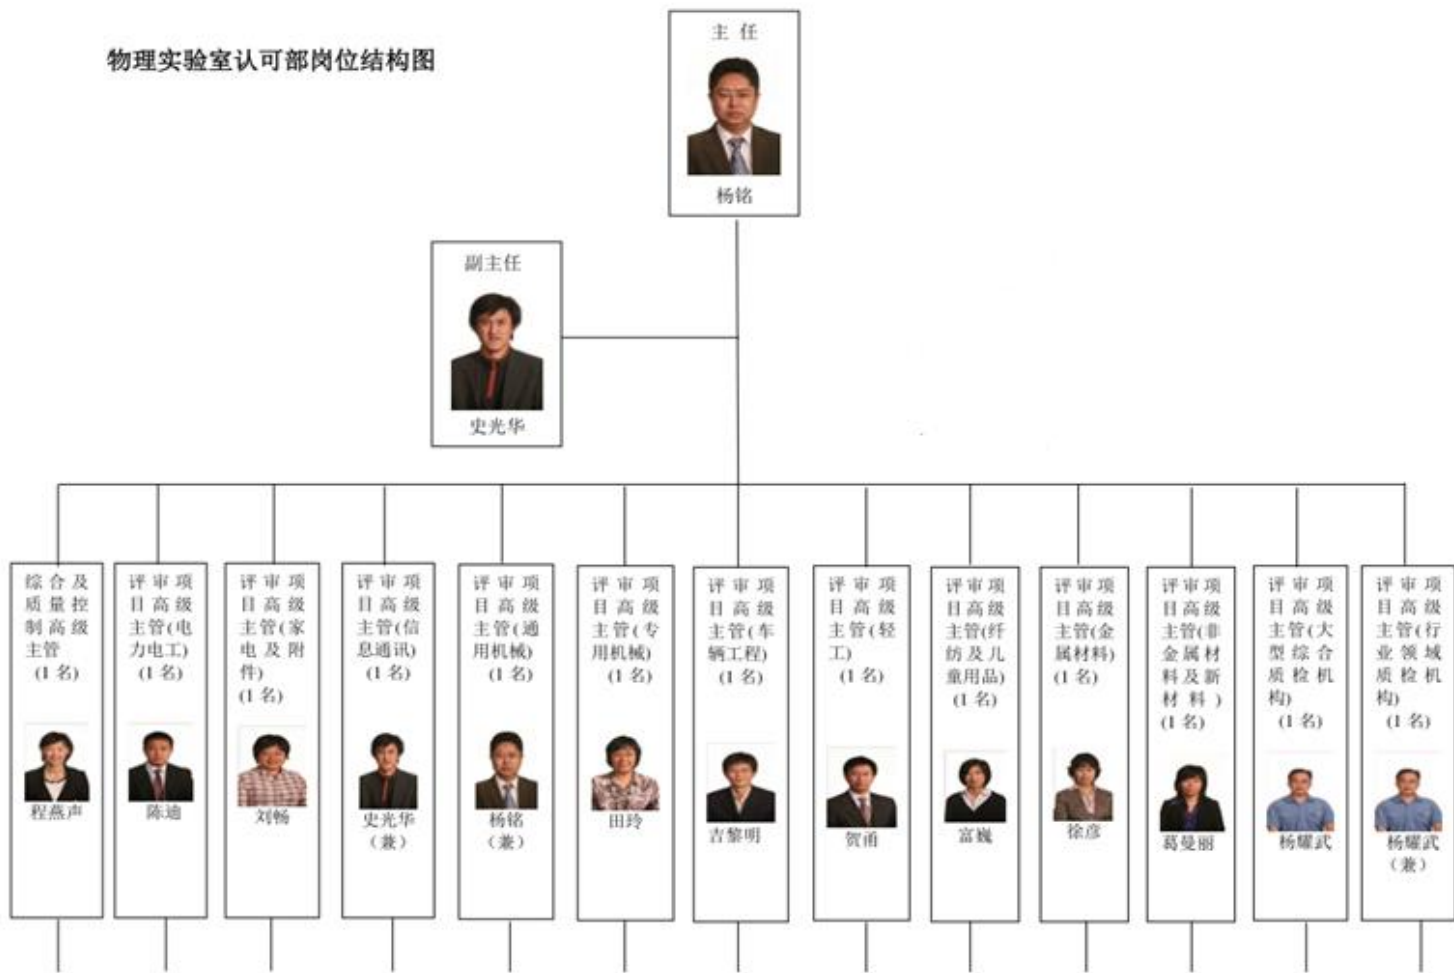 物理实验室认可部岗位结构图
主 任
杨铭
副主任
史光华
综合及
质量控
制高级
主管
(1 名)
程燕声
评审项
目高级
主管(电
力电工)
(1 名)
陈迪
评审项
目高级
主管(家
电及附
件)
(1 名)
刘畅
评审项
目高级
主管(信
息通讯)
(1 名)
史光华
（兼）
评审项
目高级
主管(通
用机械)
(1 名)
杨铭
（兼）
评审项
目高级
主管(专
用机械)
(1 名)
田玲
评审项
目高级
主管(车
辆工程)
(1 名)
吉黎明
评审项
目高级
主管(轻
工)
(1 名)
贺甬
评审项
目高级
主管(纤
纺及儿
童用品)
(1 名)
富巍
评审项
目高级
主管(金
属材料)
(1 名)
徐彦
评审项
目高级
主管(非
金属材
料及新
材料)
(1 名)
葛曼丽
评审项
目高级
主管(大
型综合
质检机
构)
(1 名)
杨耀武
评审项
目高级
主管(行
业领域
质检机
构)
(1 名)
杨耀武
（兼）